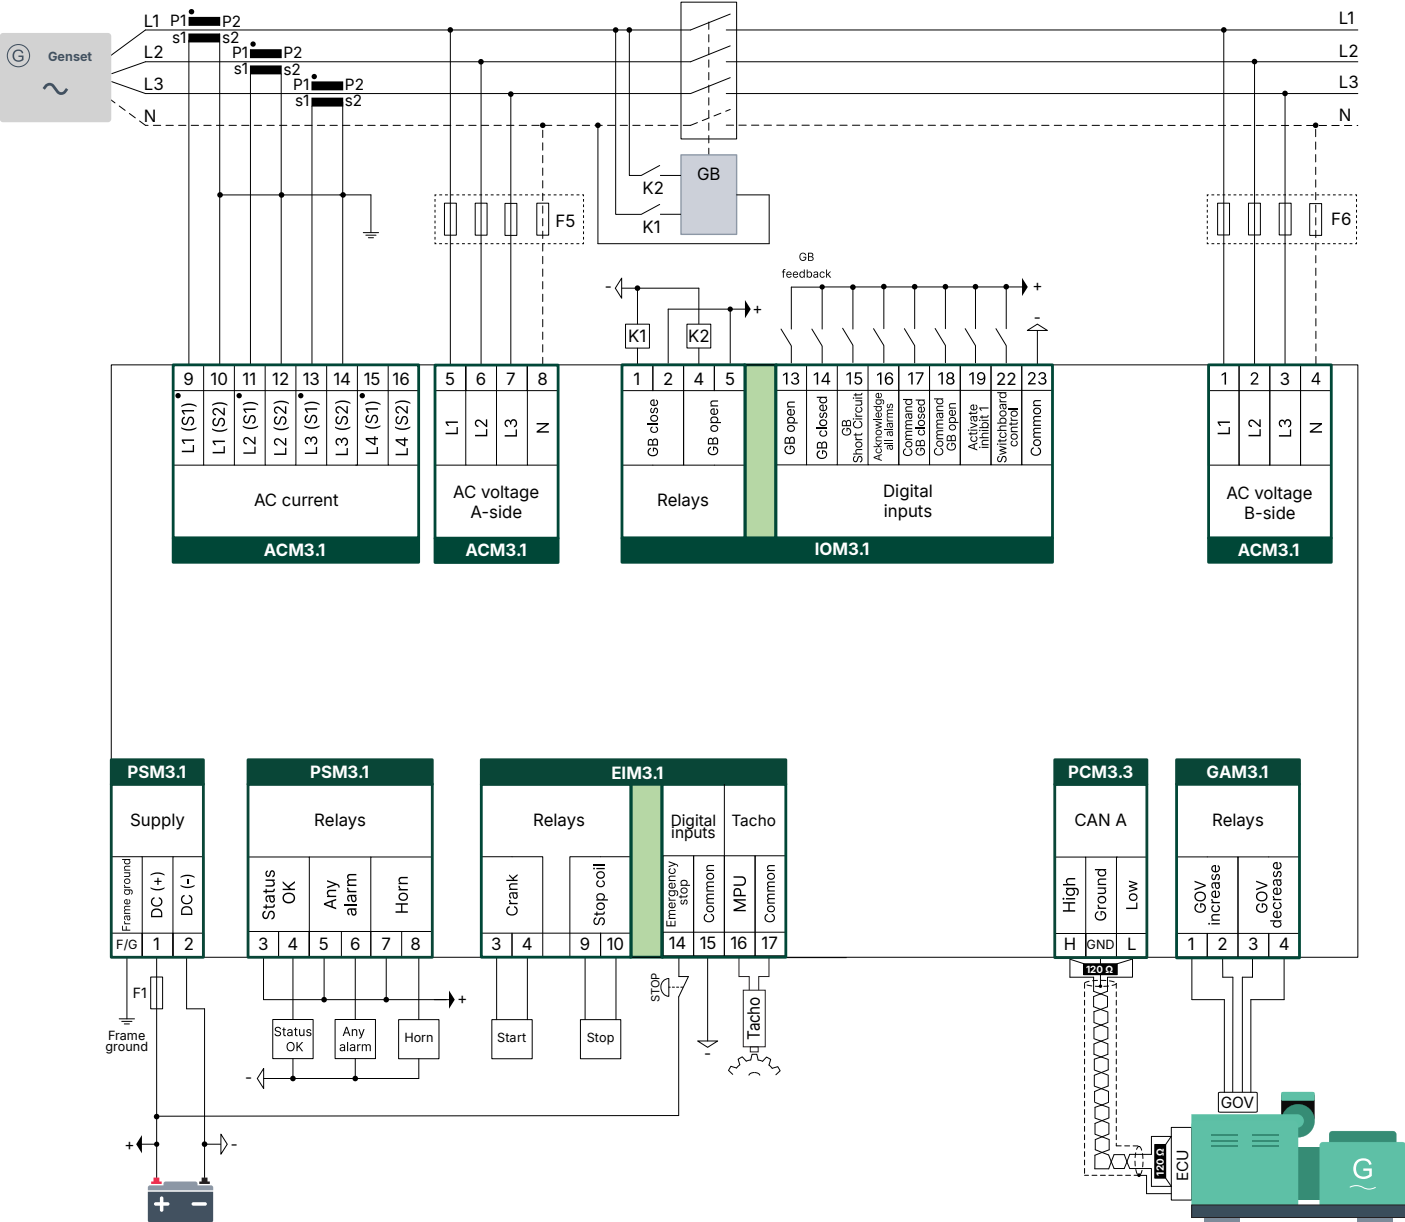 L1 P1 P2
s1 s2
L2 P1 P2
s1 s2
L3 P1 P2
s1 s2
N
G Genset
L1
L2
L3
N
K2
K1
GB
F5
F6
GB
feedback
- +
K1 K2
+
-
9 10 11 12 13 14 15 16
L1 (S1)
L1 (S2)
L2 (S1)
L2 (S2)
L3 (S1)
L3 (S2)
L4 (S1)
L4 (S2)
AC current
ACM3.1
5 6 7 8
L1
L2
L3
N
AC voltage
A-side
ACM3.1
1 2 4 5
GB close
GB open
Relays
13 14 15 16 17 18 19 22 23
GB open
GB closed
GB
Short Circuit
Acknowledge
all alarms
Command
GB closed
Command
GB open
Activate
inhibit 1
Switchboard
control
Common
Digital
inputs
IOM3.1
1 2 3 4
L1
L2
L3
N
AC voltage
B-side
ACM3.1
PSM3.1
Supply
Frame ground
DC (+)
DC (-)
F/G 1 2
PSM3.1
Relays
Status
OK
Any
alarm
Horn
3 4 5 6 7 8
EIM3.1
Relays
Crank
Stop coil
3 4 9 10
Digital
inputs
Emergency
stop
Common
14 15
Tacho
MPU
Common
16 17
PCM3.3
CAN A
High
Ground
Low
H GND L
120 Ω
GAM3.1
Relays
GOV
increase
GOV
decrease
1 2 3 4
F1
Frame
ground
+
Status
OK
Any
alarm
Horn
-
Start
Stop
STOP
-
Tacho
+ -
+ −
GOV
120 Ω
ECU
G